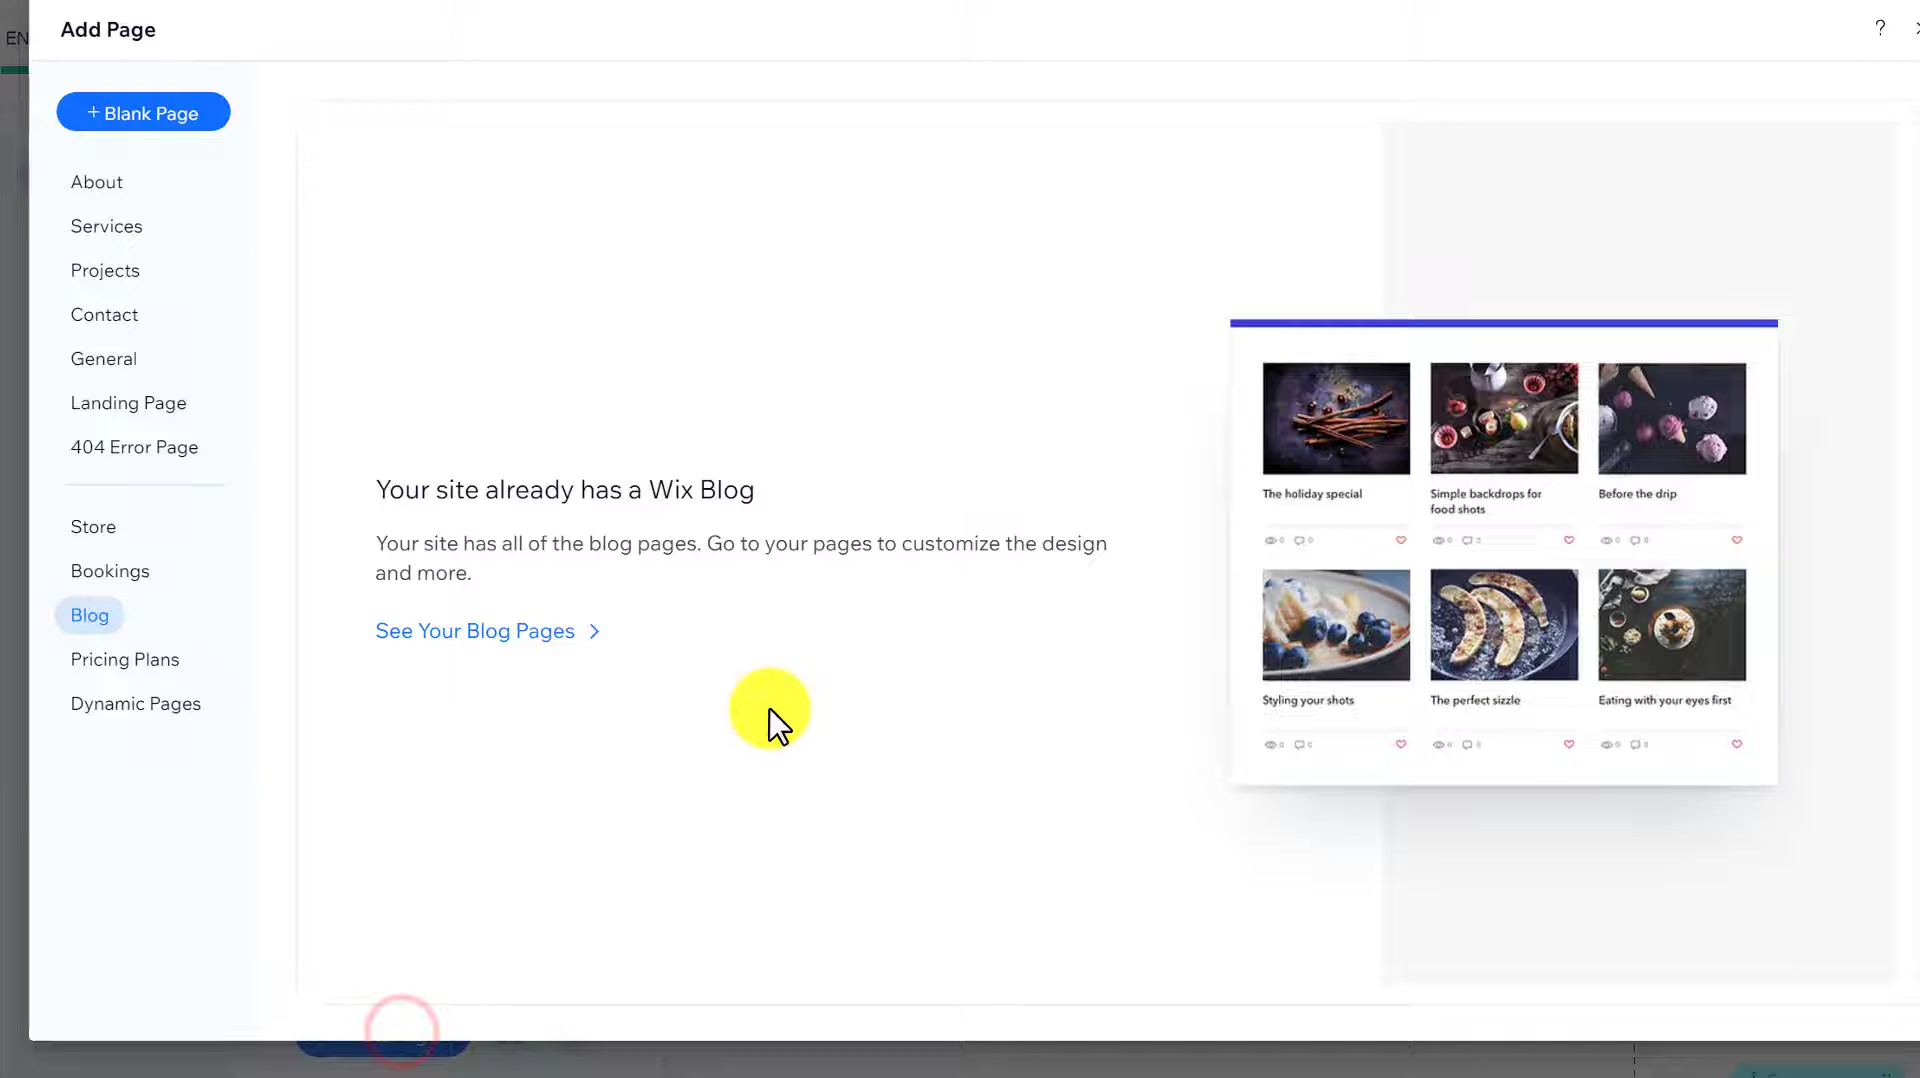 Add Page
?
EN
+ Blank Page
About
Services
Projects
Contact
General
Landing Page
404 Error Page
Store
Bookings
Blog
Pricing Plans
Dynamic Pages
Your site already has a Wix Blog
Your site has all of the blog pages. Go to your pages to customize the design
and more.
See Your Blog Pages
The holiday special
Simple backdrops for
food shots
Before the drip
Styling your shots
The perfect sizzle
Eating with your eyes first